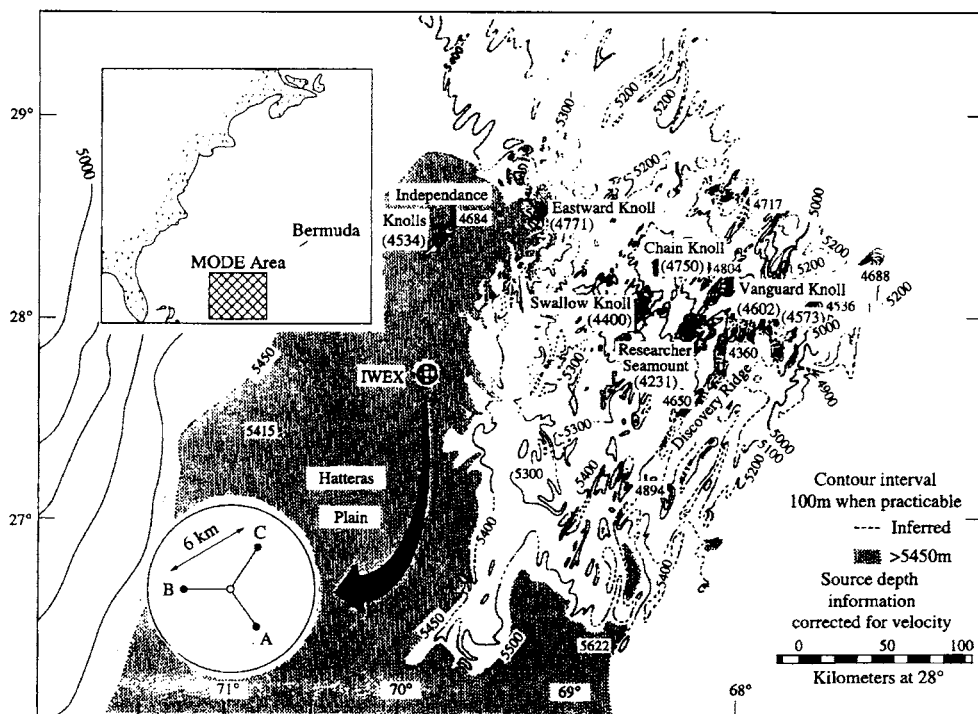 29°
28°
27°
5000
Bermuda
MODE Area
Independance
Knolls
4684
(4534)
Eastward Knoll
(4771)
5300
5200
5200
5200
4717
5000
5200
5200
4688
5200
Chain Knoll
(4750)
4804
Swallow Knoll
(4400)
Vanguard Knoll
(4602)
(4573)
4536
5000
Researcher
Seamount
(4231)
4360
4650
4900
Discovery Ridge
5450
IWEX
5415
5300
5300
5300
5000
5100
5200
Hatteras
Plain
5400
4894
5400
5400
6 km
C
B
A
5450
5500
5622
71°
70°
69°
68°
Contour interval
100m when practicable
Inferred
>5450m
Source depth
information
corrected for velocity
0 50 100
Kilometers at 28°